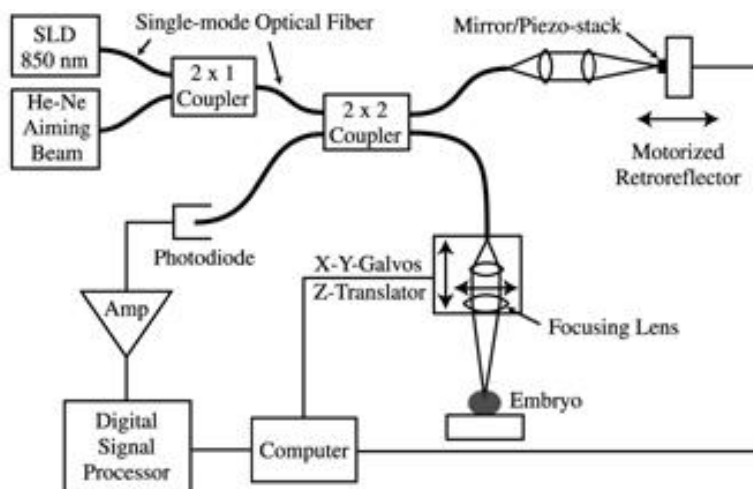 SLD
850 nm
Single-mode Optical Fiber
Mirror/Piezo-stack
2 x 1
Coupler
He-Ne
Aiming
Beam
2 x 2
Coupler
Motorized
Retroreflector
Photodiode
X-Y-Galvos
Z-Translator
Focusing Lens
Amp
Embryo
Digital
Signal
Processor
Computer